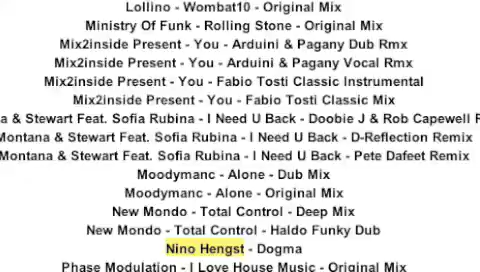 Lollino - Wombat10 - Original Mix
Ministry Of Funk - Rolling Stone - Original Mix
Mix2inside Present - You - Arduini & Pagany Dub Rmx
Mix2inside Present - You - Arduini & Pagany Vocal Rmx
Mix2inside Present - You - Fabio Tosti Classic Instrumental
Mix2inside Present - You - Fabio Tosti Classic Mix
& Stewart Feat. Sofia Rubina - I Need U Back - Doobie J & Rob Capewell
Montana & Stewart Feat. Sofia Rubina - I Need U Back - D-Reflection Remix
Montana & Stewart Feat. Sofia Rubina - I Need U Back - Pete Dafeet Remix
Moodymanc - Alone - Dub Mix
Moodymanc - Alone - Original Mix
New Mondo - Total Control - Deep Mix
New Mondo - Total Control - Haldo Funky Dub
Nino Hengst - Dogma
Phase Modulation - I Love House Music - Original Mix